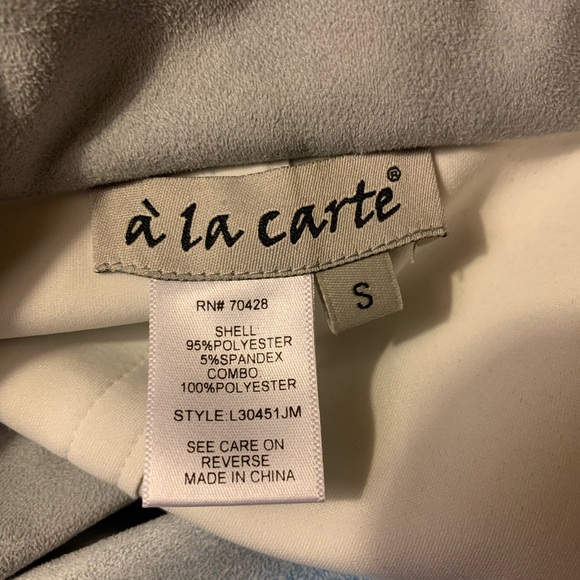 à la carte®
S
RN# 70428
SHELL
95%POLYESTER
5%SPANDEX
COMBO
100%POLYESTER
STYLE:L30451JM
SEE CARE ON
REVERSE
MADE IN CHINA